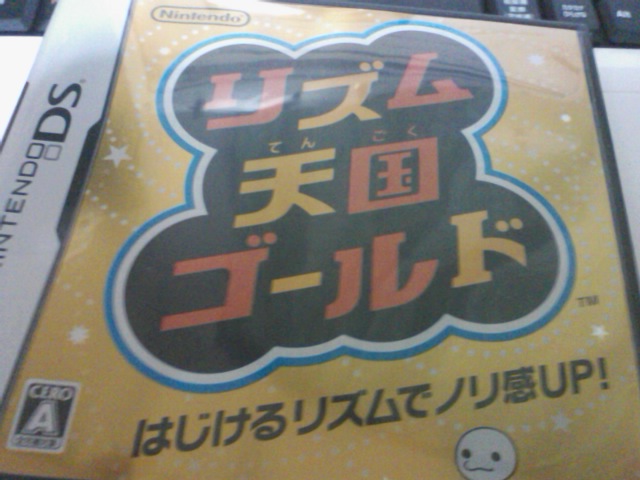 Nintendo
NINTENDO DS
リズム
てんごく
天国
ゴールド
TM
はじけるリズムでノリ感UP!
CERO
A
Alt